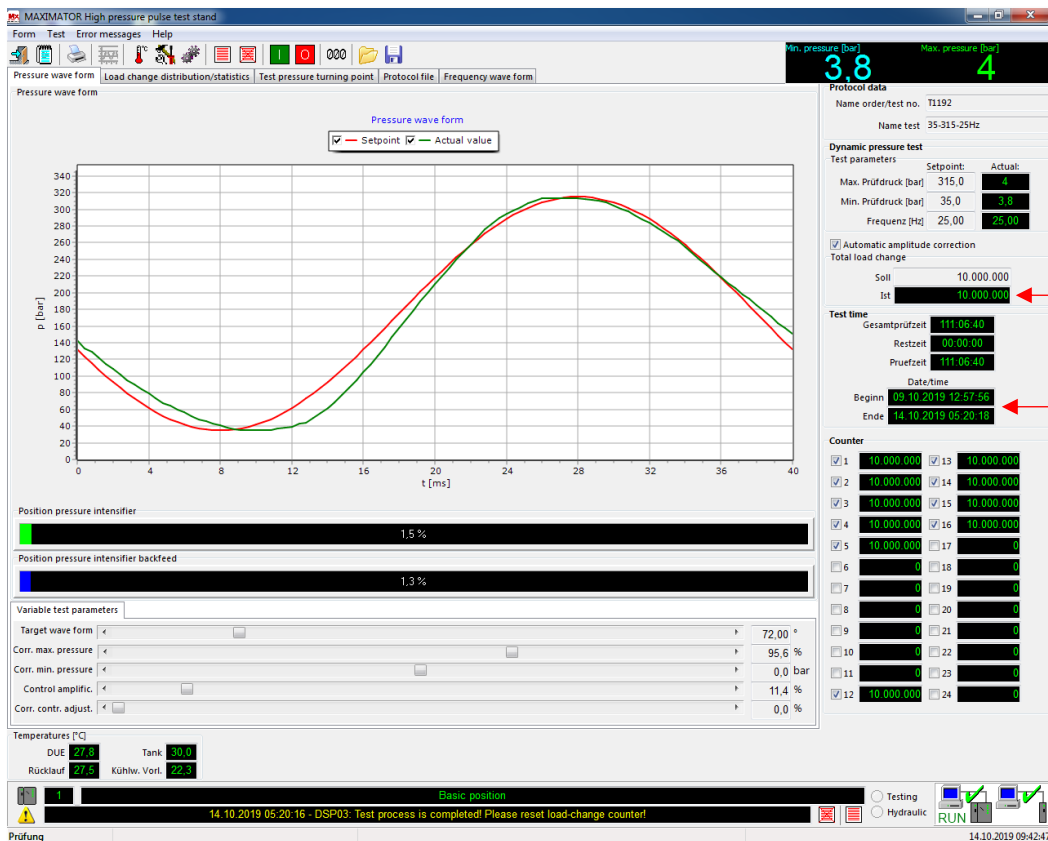 MAXIMATOR High pressure pulse test stand
Form Test Error messages Help
°C 000
Min. pressure [bar] Max. pressure [bar]
3,8 4
Pressure wave form Load change distribution/statistics Test pressure turning point Protocol file Frequency wave form
Pressure wave form
Pressure wave form
Setpoint Actual value
340
320
300
280
260
240
220
200
180
160
140
120
100
80
60
40
20
0
p [bar]
0 4 8 12 16 20 24 28 32 36 40
t [ms]
Position pressure intensifier
1,5 %
Position pressure intensifier backfeed
1,3 %
Variable test parameters
Target wave form 72,00 °
Corr. max. pressure 95,6 %
Corr. min. pressure 0,0 bar
Control amplific. 11,4 %
Corr. contr. adjust. 0,0 %
Protocol data
Name order/test no. T1192
Name test 35-315-25Hz
Dynamic pressure test
Test parameters
Setpoint: Actual:
Max. Prüfdruck [bar] 315,0 4
Min. Prüfdruck [bar] 35,0 3,8
Frequenz [Hz] 25,00 25,00
Automatic amplitude correction
Total load change
Soll 10.000.000
Ist 10.000.000
Test time
Gesamtprüfzeit 111:06:40
Restzeit 00:00:00
Pruefzeit 111:06:40
Date/time
Beginn 09.10.2019 12:57:56
Ende 14.10.2019 05:20:18
Counter
1 10.000.000 13 10.000.000
2 10.000.000 14 10.000.000
3 10.000.000 15 10.000.000
4 10.000.000 16 10.000.000
5 10.000.000 17 0
6 0 18 0
7 0 19 0
8 0 20 0
9 0 21 0
10 0 22 0
11 0 23 0
12 10.000.000 24 0
Temperatures [°C]
DUE 27,8 Tank 30,0
Rücklauf 27,5 Kühlw. Vorl. 22,3
1 Basic position
14.10.2019 05:20:16 - DSP03: Test process is completed! Please reset load-change counter!
Testing
Hydraulic
RUN
Prüfung 14.10.2019 09:42:47